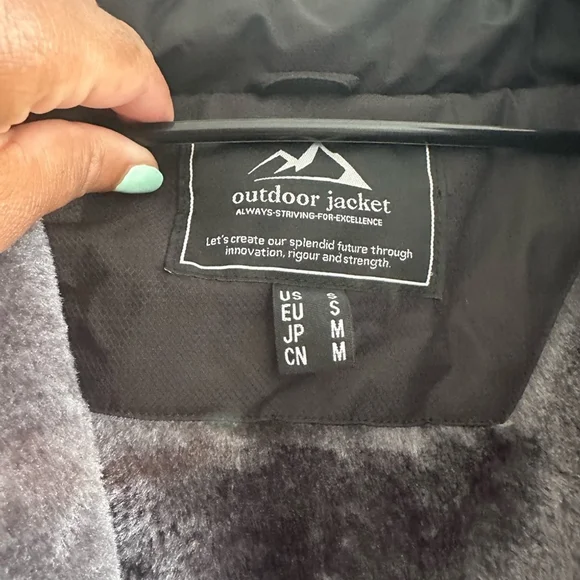 outdoor jacket
ALWAYS-STRIVING-FOR-EXCELLENCE
Let's create our splendid future through
innovation, rigour and strength.
US S
EU S
JP M
CN M